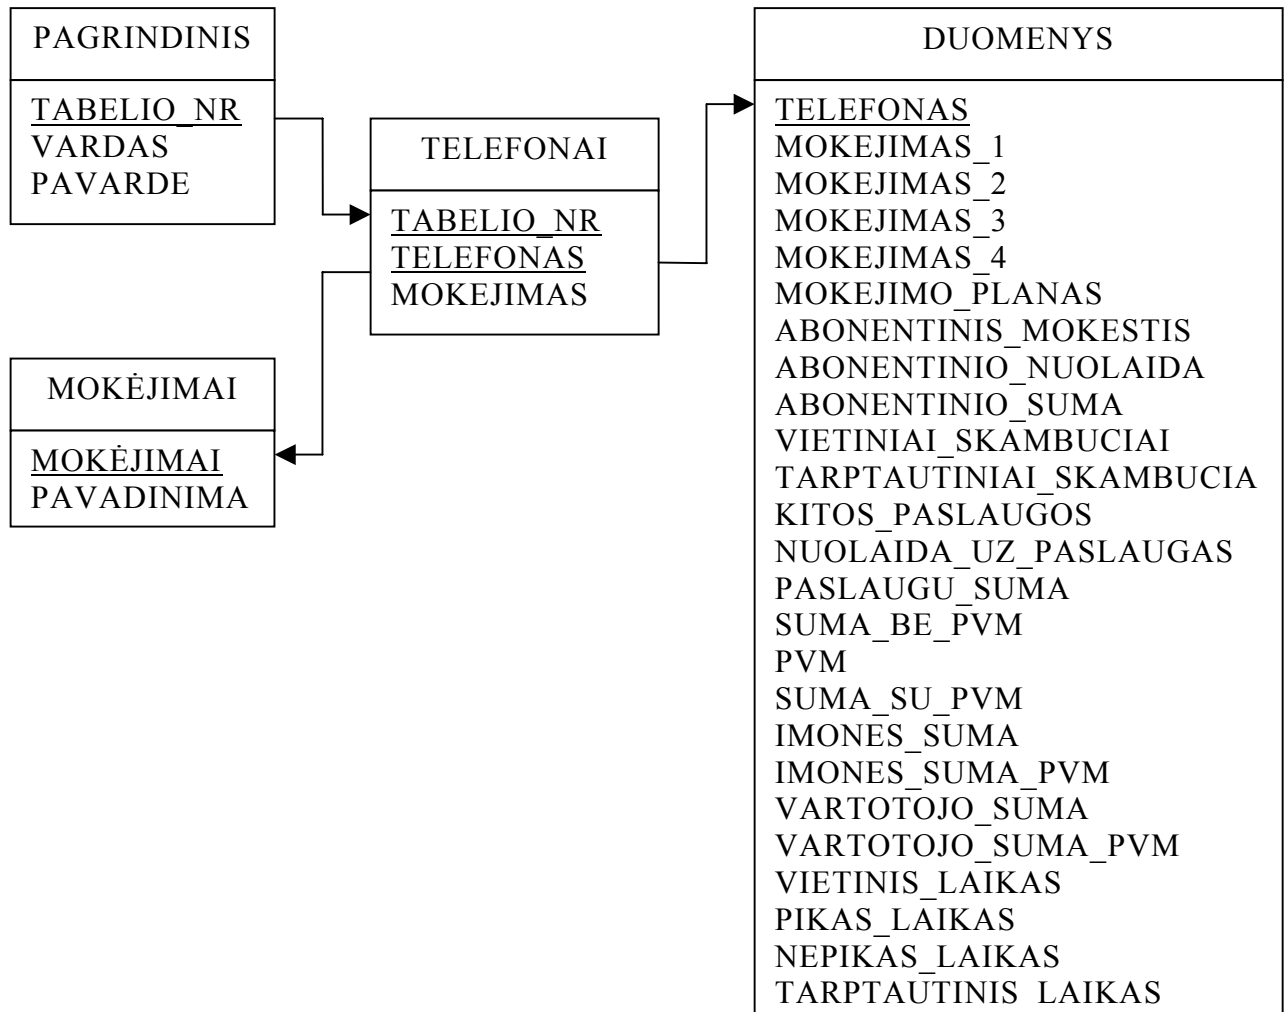 PAGRINDINIS
TABELIO_NR
VARDAS
PAVARDE
TELEFONAI
TABELIO_NR
TELEFONAS
MOKEJIMAS
MOKĖJIMAI
MOKĖJIMAI
PAVADINIMA
DUOMENYS
TELEFONAS
MOKEJIMAS_1
MOKEJIMAS_2
MOKEJIMAS_3
MOKEJIMAS_4
MOKEJIMO_PLANAS
ABONENTINIS_MOKESTIS
ABONENTINIO_NUOLAIDA
ABONENTINIO_SUMA
VIETINIAI_SKAMBUCIAI
TARPTAUTINIAI_SKAMBUCIA
KITOS_PASLAUGOS
NUOLAIDA_UZ_PASLAUGAS
PASLAUGU_SUMA
SUMA_BE_PVM
PVM
SUMA_SU_PVM
IMONES_SUMA
IMONES_SUMA_PVM
VARTOTOJO_SUMA
VARTOTOJO_SUMA_PVM
VIETINIS_LAIKAS
PIKAS_LAIKAS
NEPIKAS_LAIKAS
TARPTAUTINIS_LAIKAS